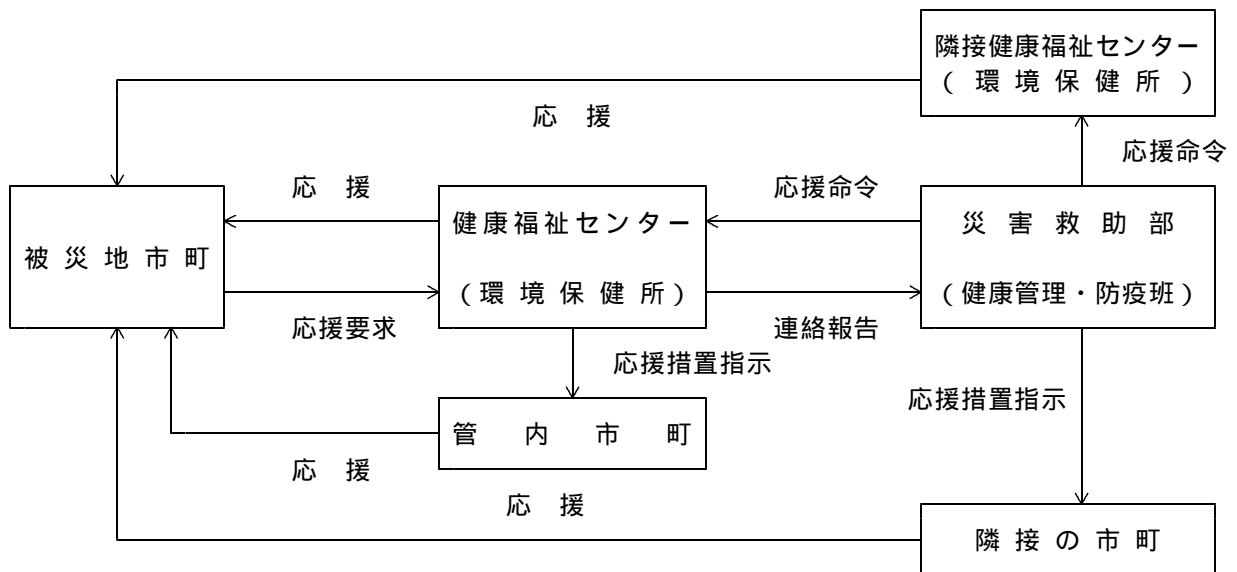 隣接健康福祉センター
(環境保健所)
応援
応援命令
応援
応援命令
被災地市町
健康福祉センター
(環境保健所)
災害救助部
(健康管理・防疫班)
応援要求
連絡報告
応援措置指示
応援措置指示
管内市町
応援
応援
隣接の市町